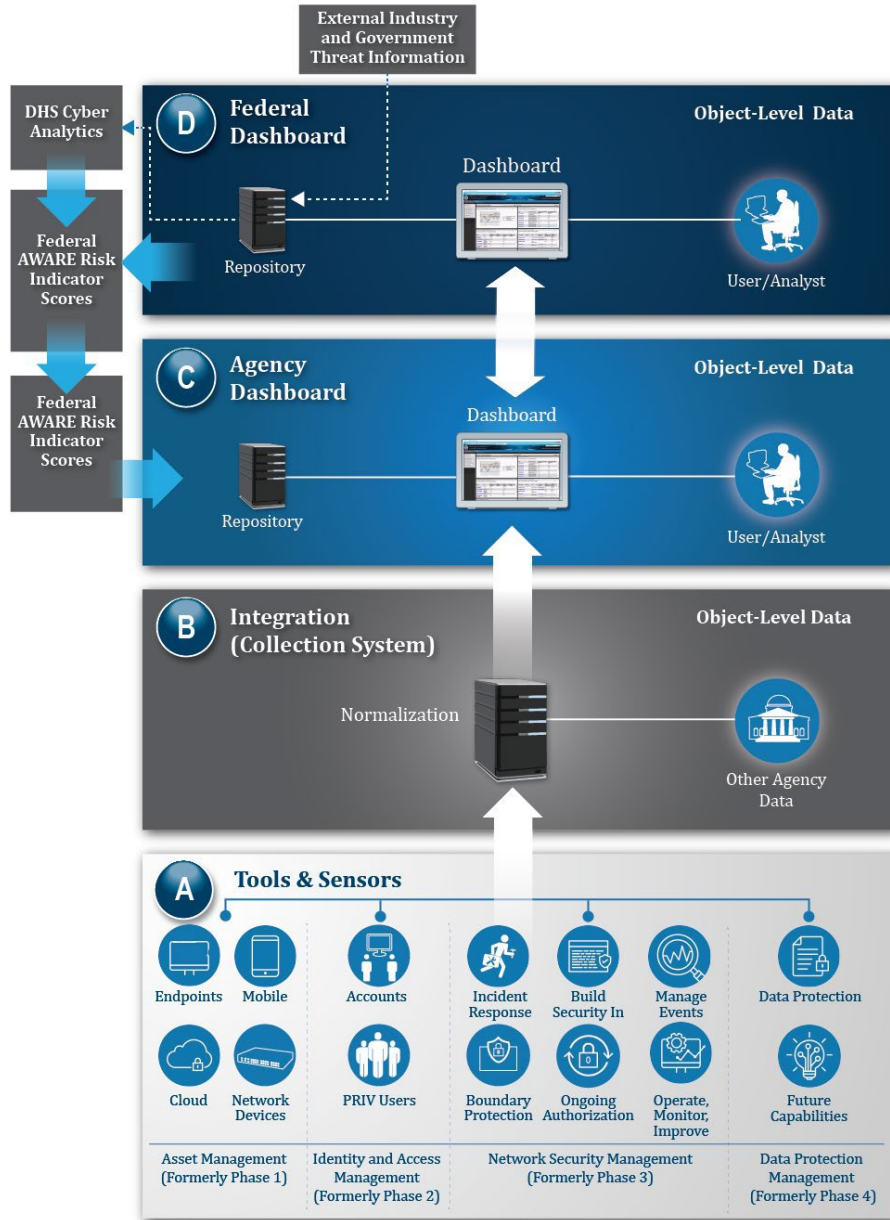 External Industry
and Government
Threat Information
DHS Cyber
Analytics
Federal
AWARE Risk
Indicator
Scores
Federal
AWARE Risk
Indicator
Scores
D
Federal
Dashboard
Object-Level Data
Dashboard
Repository
User/Analyst
C
Agency
Dashboard
Object-Level Data
Dashboard
Repository
User/Analyst
B
Integration
(Collection System)
Object-Level Data
Normalization
Other Agency
Data
A
Tools & Sensors
Endpoints
Mobile
Accounts
Incident
Response
Build
Security In
Manage
Events
Data Protection
Cloud
Network
Devices
PRIV Users
Boundary
Protection
Ongoing
Authorization
Operate,
Monitor,
Improve
Future
Capabilities
Asset Management
(Formerly Phase 1)
Identity and Access
Management
(Formerly Phase 2)
Network Security Management
(Formerly Phase 3)
Data Protection
Management
(Formerly Phase 4)